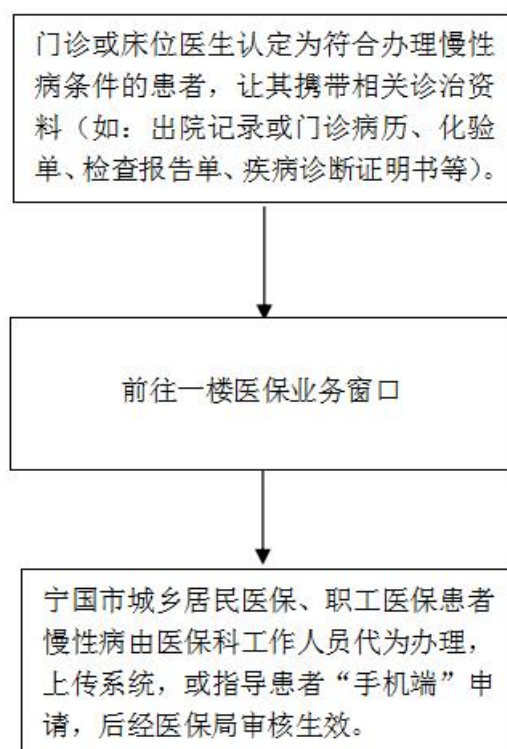 门诊或床位医生认定为符合办理慢性
病条件的患者，让其携带相关诊治资
料（如：出院记录或门诊病历、化验
单、检查报告单、疾病诊断证明书等）。
前往一楼医保业务窗口
宁国市城乡居民医保、职工医保患者
慢性病由医保科工作人员代为办理，
上传系统，或指导患者“手机端”申
请，后经医保局审核生效。